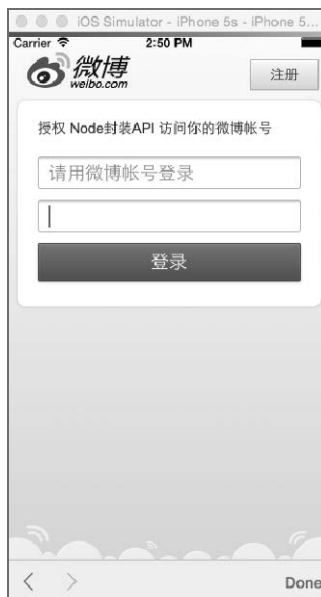 iOS Simulator - iPhone 5s - iPhone 5...
Carrier 2:50 PM
微博
weibo.com
注册
授权 Node封装API 访问你的微博帐号
请用微博帐号登录
登录
Done